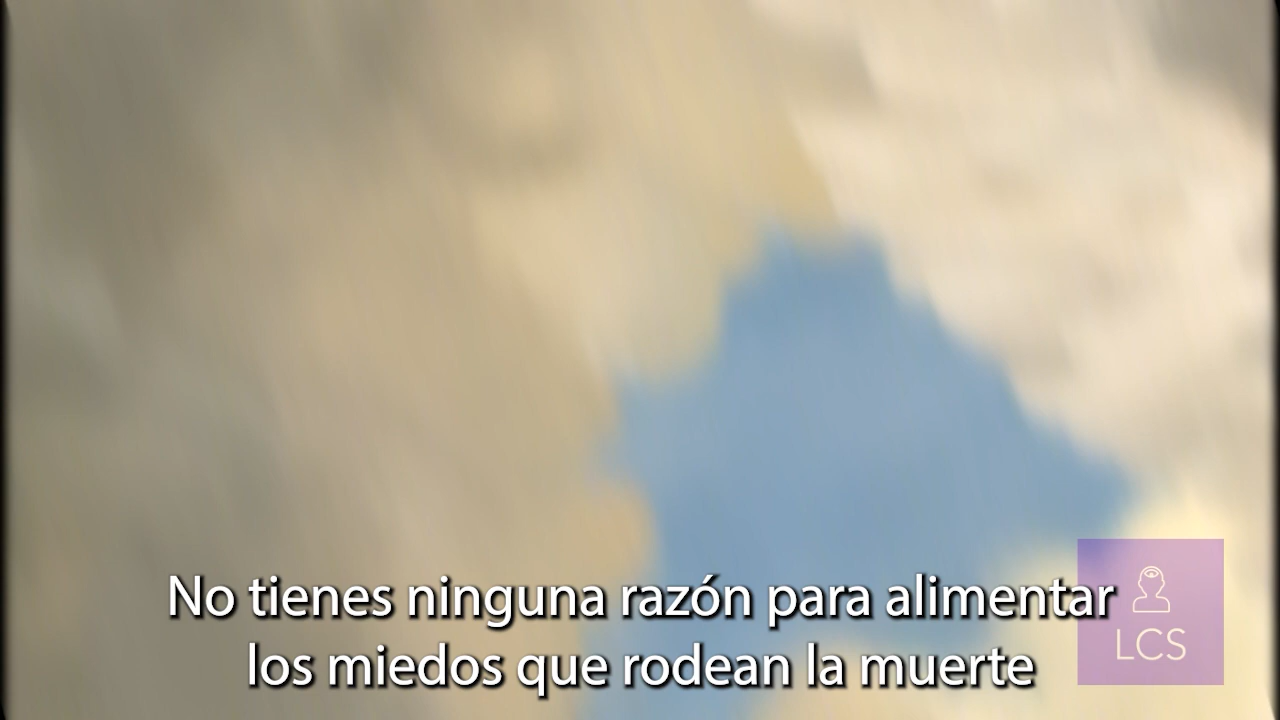 No tienes ninguna razón para alimentar
los miedos que rodean la muerte
LCS